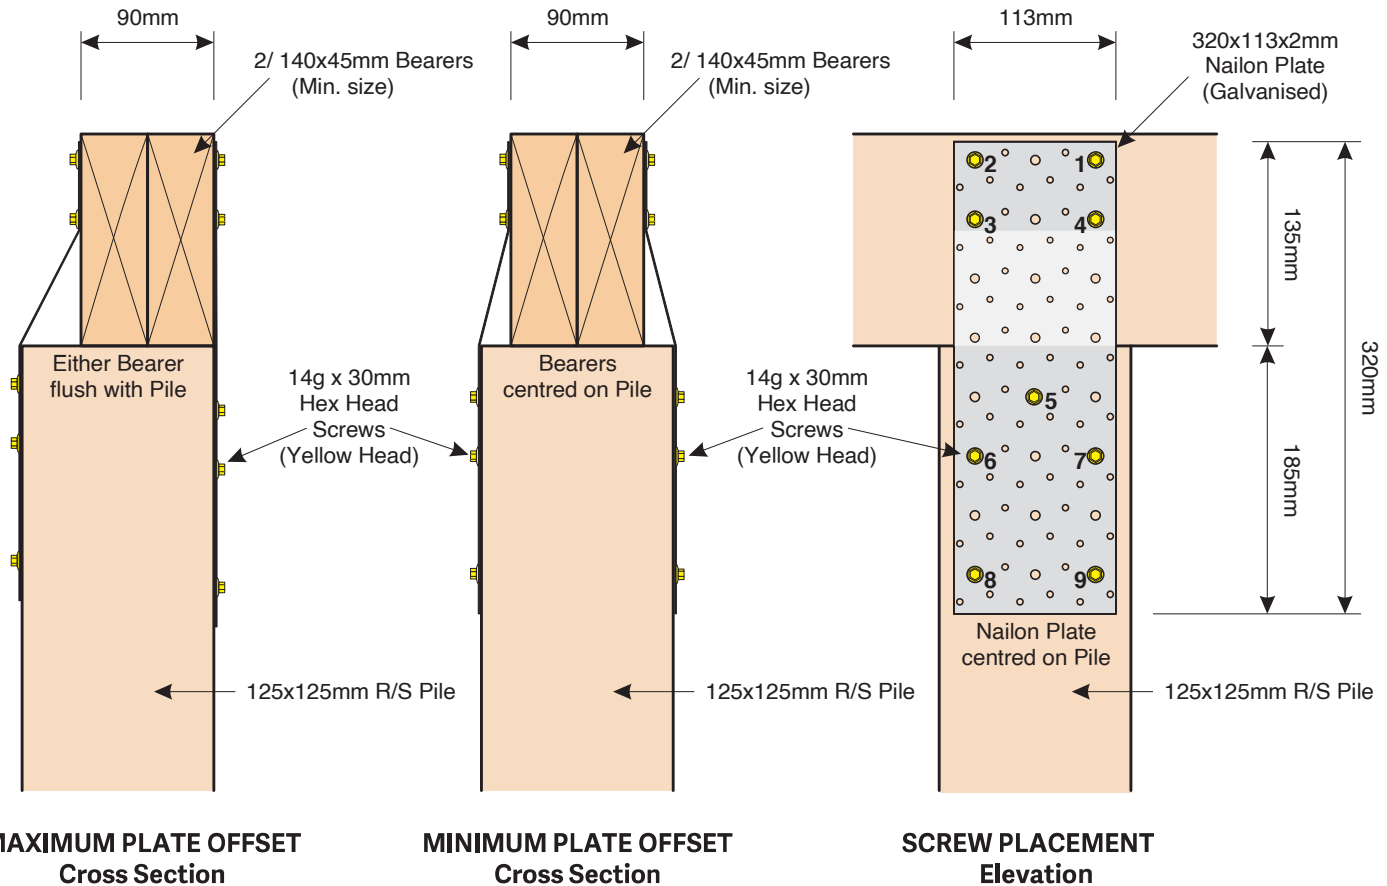 90mm
2/ 140x45mm Bearers
(Min. size)
Either Bearer
flush with Pile
14g x 30mm
Hex Head
Screws
(Yellow Head)
125x125mm R/S Pile
MAXIMUM PLATE OFFSET
Cross Section
90mm
2/ 140x45mm Bearers
(Min. size)
Bearers
centred on Pile
14g x 30mm
Hex Head
Screws
(Yellow Head)
125x125mm R/S Pile
MINIMUM PLATE OFFSET
Cross Section
113mm
320x113x2mm
Nailon Plate
(Galvanised)
2
1
3
4
5
6
7
8
9
135mm
185mm
320mm
Nailon Plate
centred on Pile
125x125mm R/S Pile
SCREW PLACEMENT
Elevation